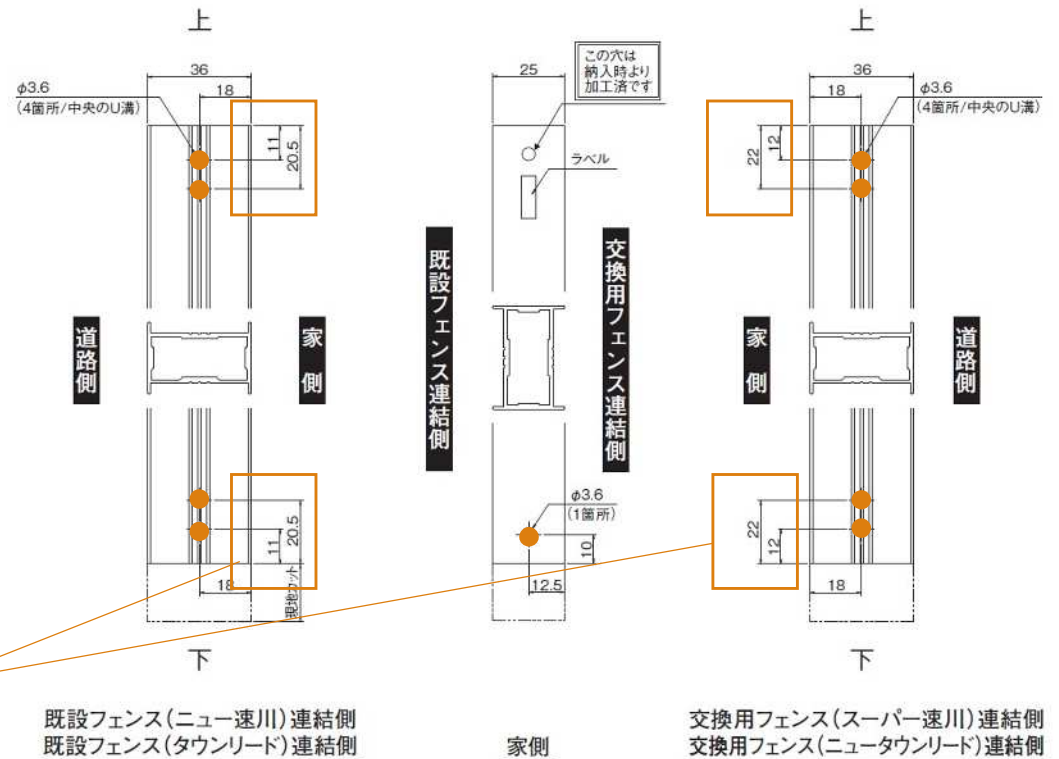 上
36
18
φ3.6
(4箇所/中央のU溝)
11
20.5
道路側
家側
11
20.5
18
現地カット
下
既設フェンス(ニュー速川)連結側
既設フェンス(タウンリード)連結側
この穴は
納入時より
加工済です
25
ラベル
既設フェンス連結側
交換用フェンス連結側
φ3.6
(1箇所)
10
12.5
家側
上
36
18
φ3.6
(4箇所/中央のU溝)
12
22
家側
道路側
22
12
18
下
交換用フェンス(スーパー速川)連結側
交換用フェンス(ニュータウンリード)連結側